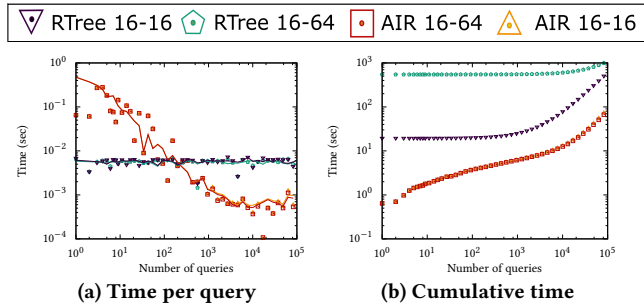 RTree 16-16 RTree 16-64 AIR 16-64 AIR 16-16
Time (sec)
10^0
10^-1
10^-2
10^-3
10^-4
10^0 10^1 10^2 10^3 10^4 10^5
Number of queries
(a) Time per query
Time (sec)
10^3
10^2
10^1
10^0
10^-1
10^0 10^1 10^2 10^3 10^4 10^5
Number of queries
(b) Cumulative time